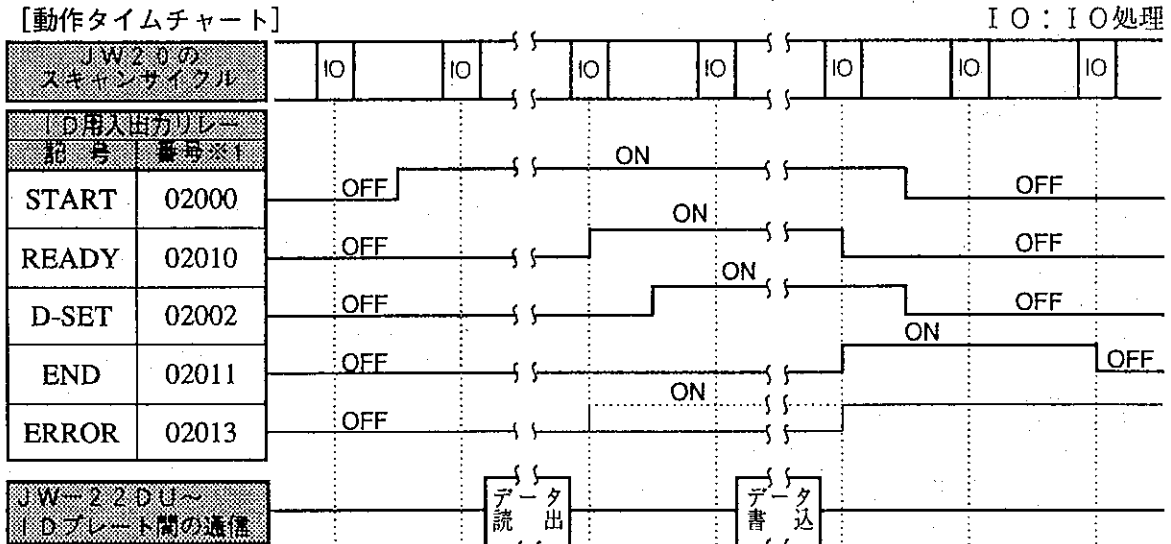 [動作タイムチャート]
IO:IO処理
JW20の
スキャンサイクル
IO IO IO IO IO IO IO
ID用入出力リレー
記号 番号※1
START 02000 OFF ON OFF
READY 02010 OFF ON OFF
D-SET 02002 OFF ON OFF
END 02011 OFF ON OFF
ERROR 02013 OFF ON
JW-22DU~
IDプレート間の通信
データ
読出
データ
書込